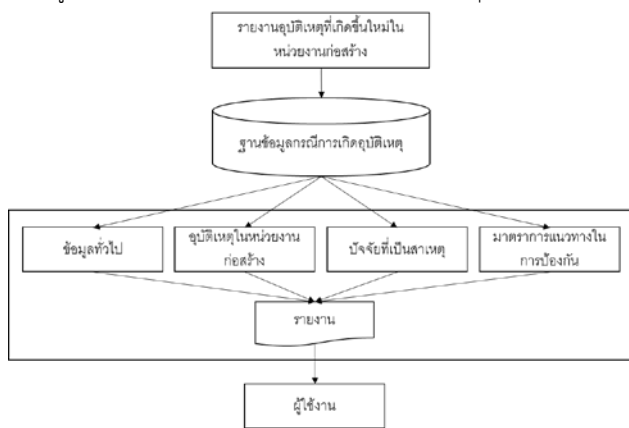 รายงานอุบัติเหตุที่เกิดขึ้นใหม่ใน
หน่วยงานก่อสร้าง
ฐานข้อมูลกรณีการเกิดอุบัติเหตุ
ข้อมูลทั่วไป
อุบัติเหตุในหน่วยงาน
ก่อสร้าง
ปัจจัยที่เป็นสาเหตุ
มาตราการแนวทางใน
การป้องกัน
รายงาน
ผู้ใช้งาน